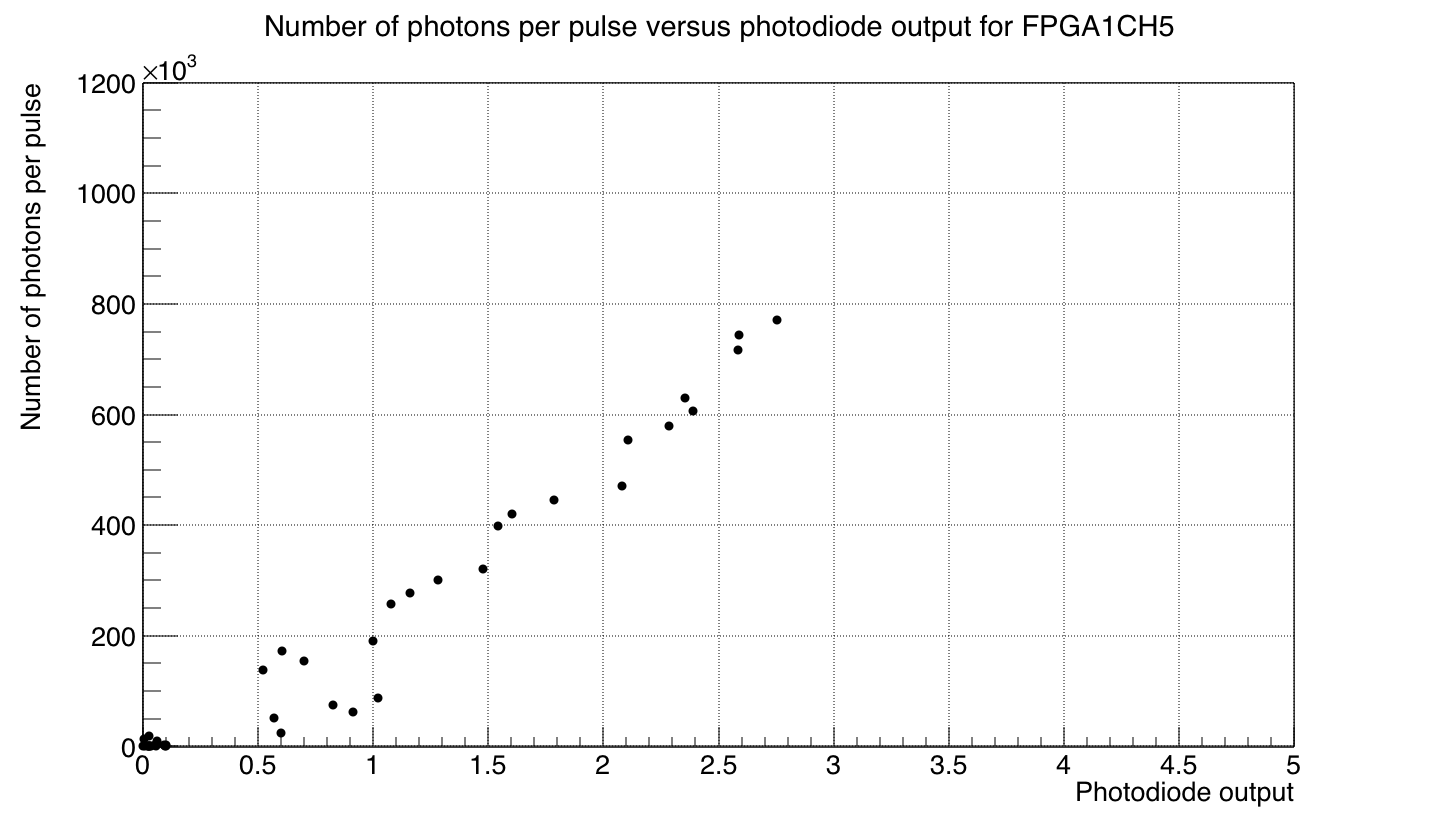 Number of photons per pulse versus photodiode output for FPGA1CH5
×10³
Number of photons per pulse
1200
1000
800
600
400
200
0
0 0.5 1 1.5 2 2.5 3 3.5 4 4.5 5
Photodiode output